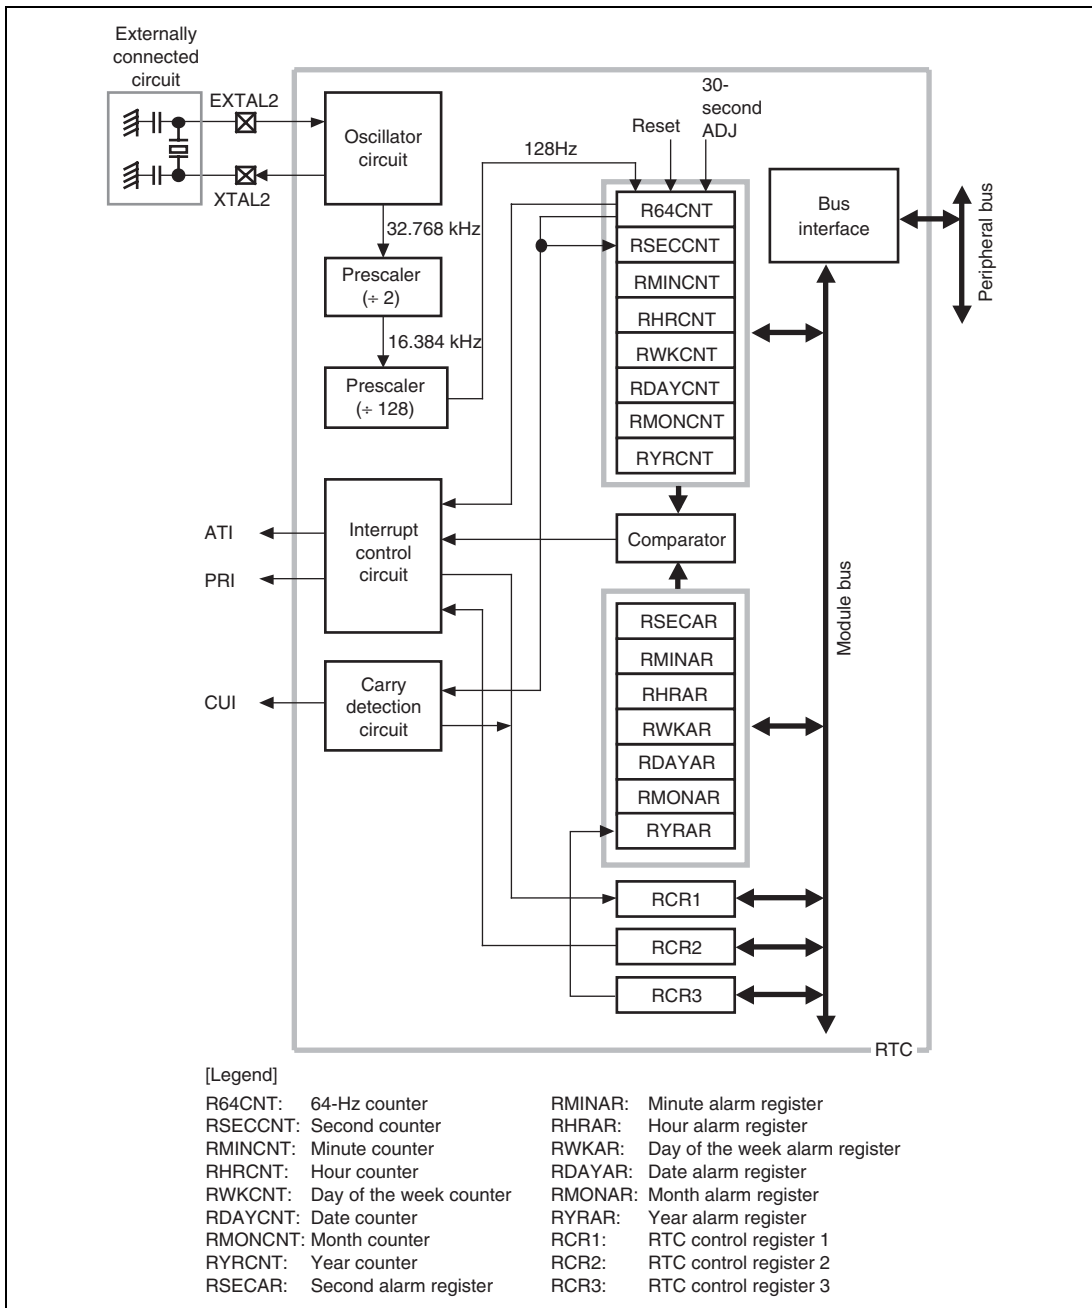 Externally
connected
circuit
EXTAL2
XTAL2
Oscillator
circuit
32.768 kHz
Prescaler
(÷ 2)
16.384 kHz
Prescaler
(÷ 128)
128Hz
Reset
30-
second
ADJ
R64CNT
RSECCNT
RMINCNT
RHRCNT
RWKCNT
RDAYCNT
RMONCNT
RYRCNT
Bus
interface
Peripheral bus
Module bus
ATI
PRI
CUI
Interrupt
control
circuit
Comparator
Carry
detection
circuit
RSECAR
RMINAR
RHRAR
RWKAR
RDAYAR
RMONAR
RYRAR
RCR1
RCR2
RCR3
RTC
[Legend]
R64CNT: 64-Hz counter
RSECCNT: Second counter
RMINCNT: Minute counter
RHRCNT: Hour counter
RWKCNT: Day of the week counter
RDAYCNT: Date counter
RMONCNT: Month counter
RYRCNT: Year counter
RSECAR: Second alarm register
RMINAR: Minute alarm register
RHRAR: Hour alarm register
RWKAR: Day of the week alarm register
RDAYAR: Date alarm register
RMONAR: Month alarm register
RYRAR: Year alarm register
RCR1: RTC control register 1
RCR2: RTC control register 2
RCR3: RTC control register 3